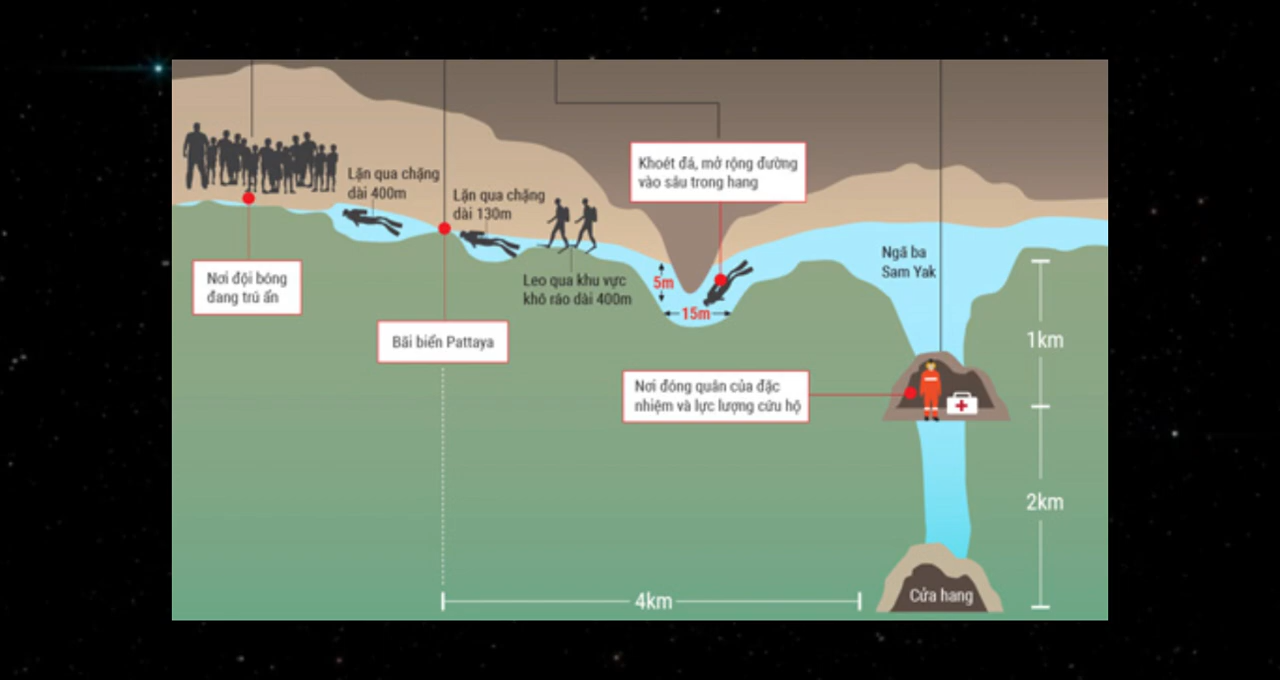 Khoét đá, mở rộng đường
vào sâu trong hang
Lặn qua chặng
dài 400m
Lặn qua chặng
dài 130m
Ngã ba
Sam Yak
Nơi đội bóng
đang trú ẩn
Leo qua khu vực
khô ráo dài 400m
5m
15m
Bãi biển Pattaya
1km
Nơi đóng quân của đặc
nhiệm và lực lượng cứu hộ
2km
4km
Cửa hang